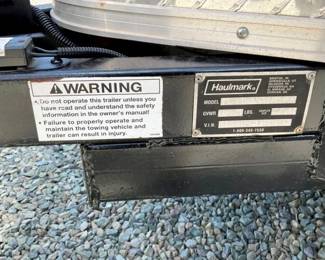 WARNING
• Do not operate this trailer unless you
have read and understand the safety
information in the owner's manual!
• Failure to properly operate and
maintain the towing vehicle and
trailer can result in injury.
Haulmark
MODEL
GVWR LBS.
V.I.N.